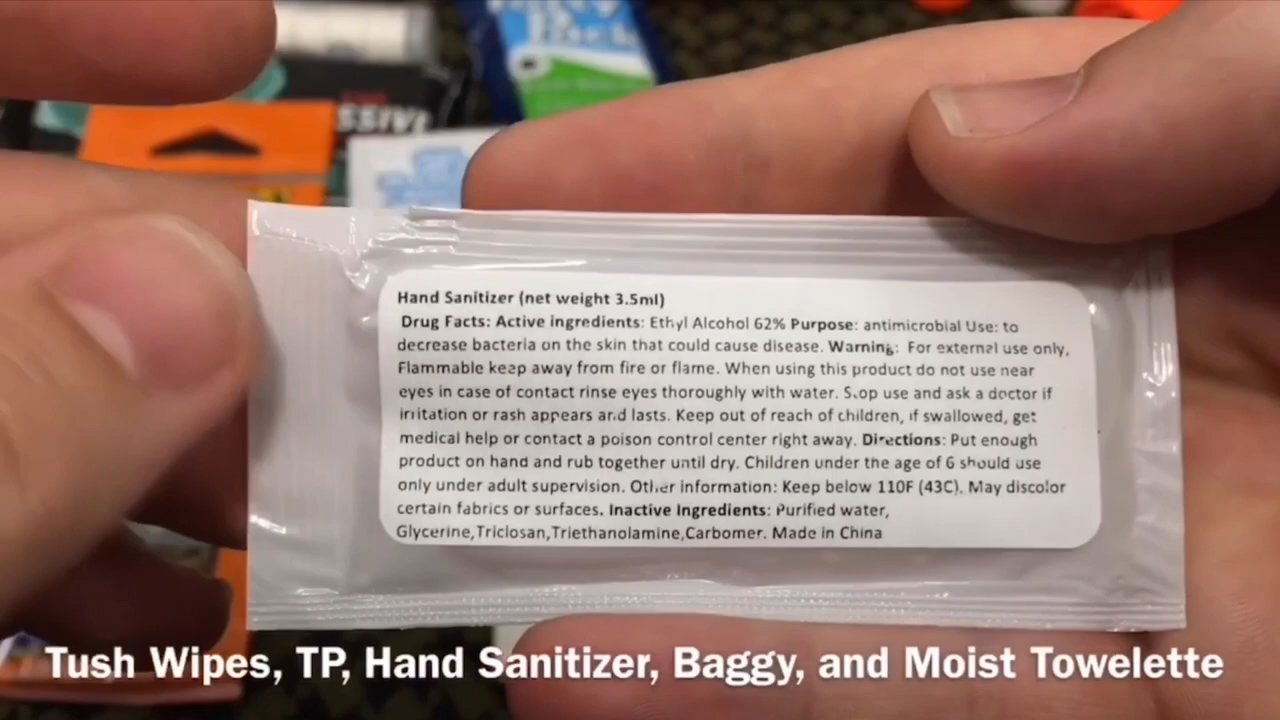 SSIVE
Hand Sanitizer (net weight 3.5ml)
Drug Facts: Active ingredients: Ethyl Alcohol 62% Purpose: antimicrobial Use: to
decrease bacteria on the skin that could cause disease. Warning: For external use only,
Flammable keep away from fire or flame. When using this product do not use near
eyes in case of contact rinse eyes thoroughly with water. Stop use and ask a doctor if
irritation or rash appears and lasts. Keep out of reach of children, if swallowed, get
medical help or contact a poison control center right away. Directions: Put enough
product on hand and rub together until dry. Children under the age of 6 should use
only under adult supervision. Other information: Keep below 110F (43C). May discolor
certain fabrics or surfaces. Inactive Ingredients: Purified water,
Glycerine,Triclosan,Triethanolamine,Carbomer. Made in China
Tush Wipes, TP, Hand Sanitizer, Baggy, and Moist Towelette